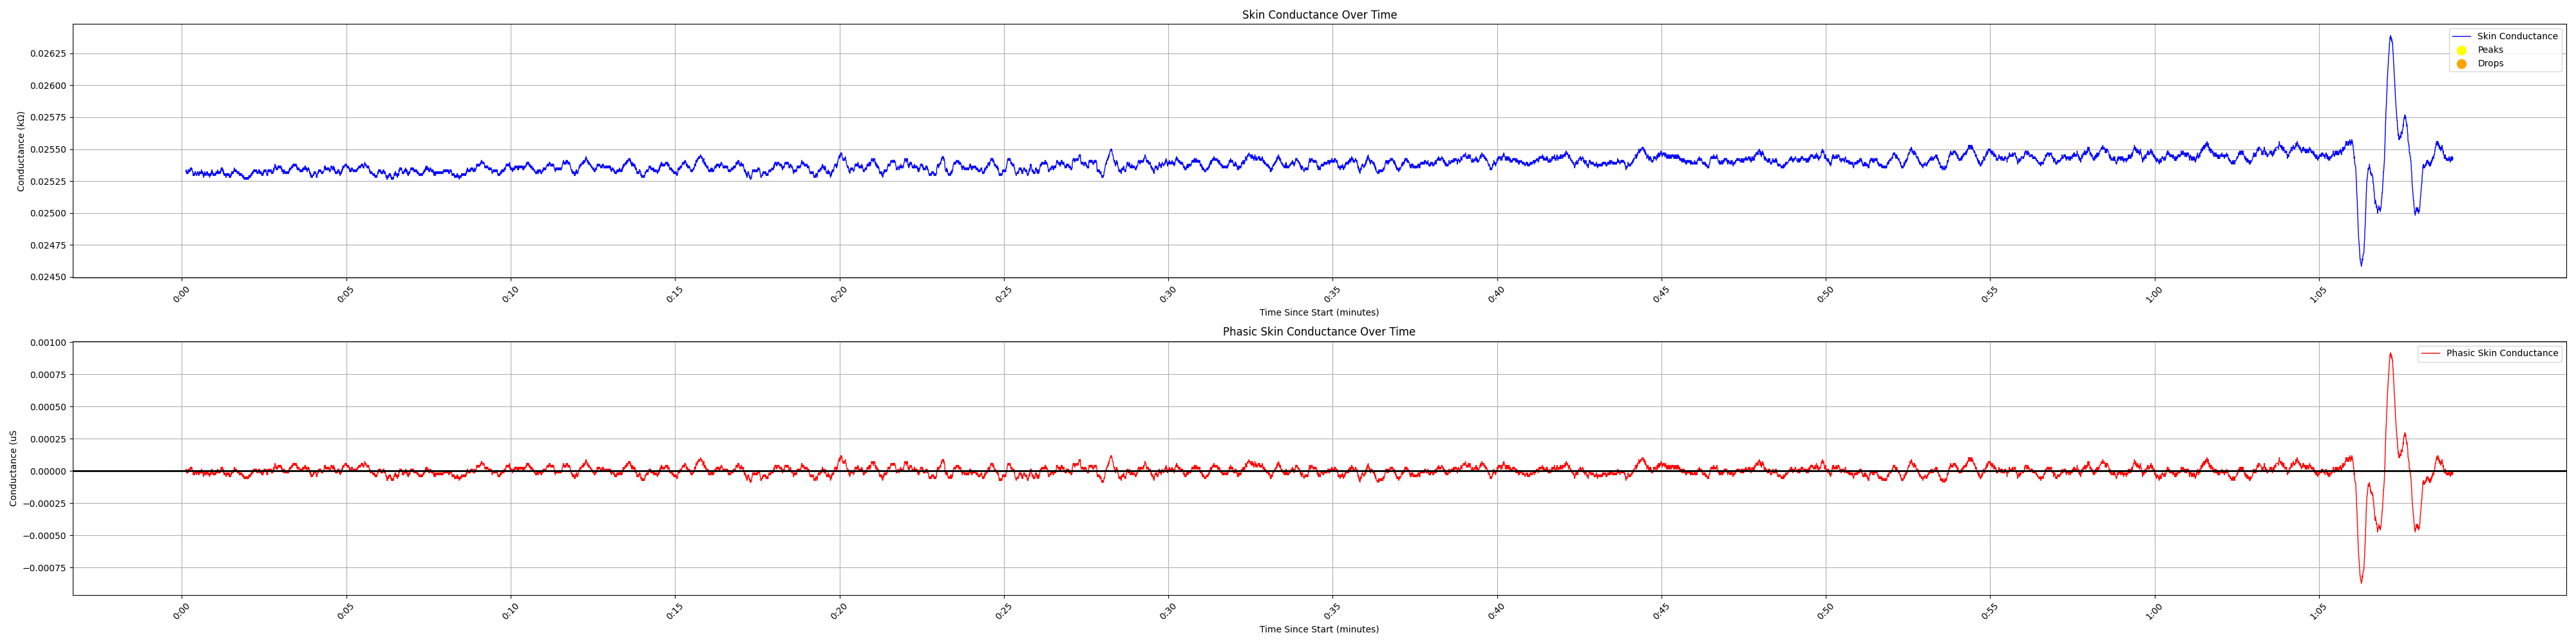 Skin Conductance Over Time
Conductance (kΩ)
0.02625
0.02600
0.02575
0.02550
0.02525
0.02500
0.02475
0.02450
Skin Conductance
Peaks
Drops
0:00 0:05 0:10 0:15 0:20 0:25 0:30 0:35 0:40 0:45 0:50 0:55 1:00 1:05
Time Since Start (minutes)
Phasic Skin Conductance Over Time
Conductance (uS
0.00100
0.00075
0.00050
0.00025
0.00000
−0.00025
−0.00050
−0.00075
Phasic Skin Conductance
0:00 0:05 0:10 0:15 0:20 0:25 0:30 0:35 0:40 0:45 0:50 0:55 1:00 1:05
Time Since Start (minutes)